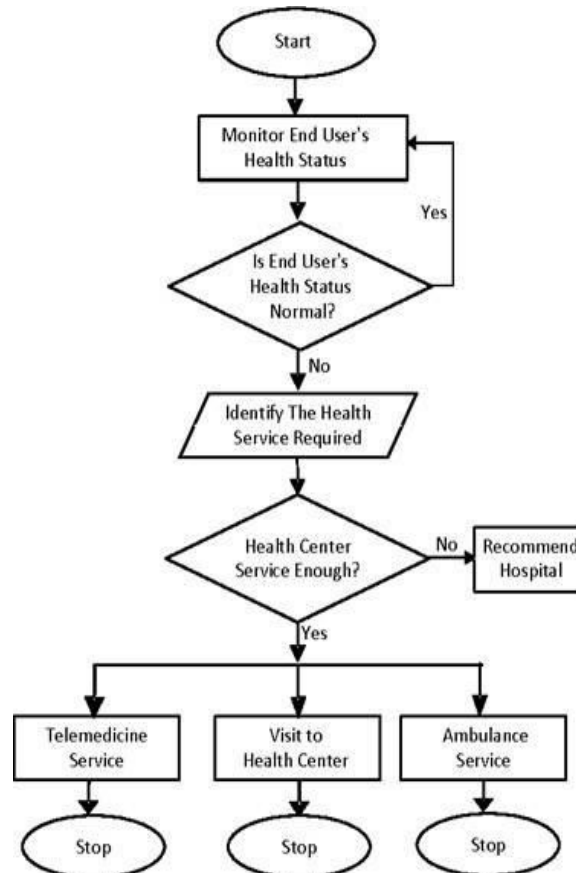 Start
Monitor End User's
Health Status
Yes
Is End User's
Health Status
Normal?
No
Identify The Health
Service Required
Health Center
Service Enough?
No
Recommend
Hospital
Yes
Telemedicine
Service
Visit to
Health Center
Ambulance
Service
Stop
Stop
Stop